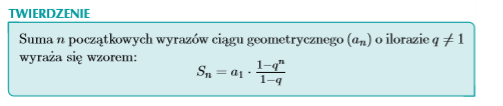 TWIERDZENIE
Suma n początkowych wyrazów ciągu geometrycznego (aₙ) o ilorazie q ≠ 1
wyraża się wzorem:
Sₙ = a₁ · (1−qⁿ)/(1−q)